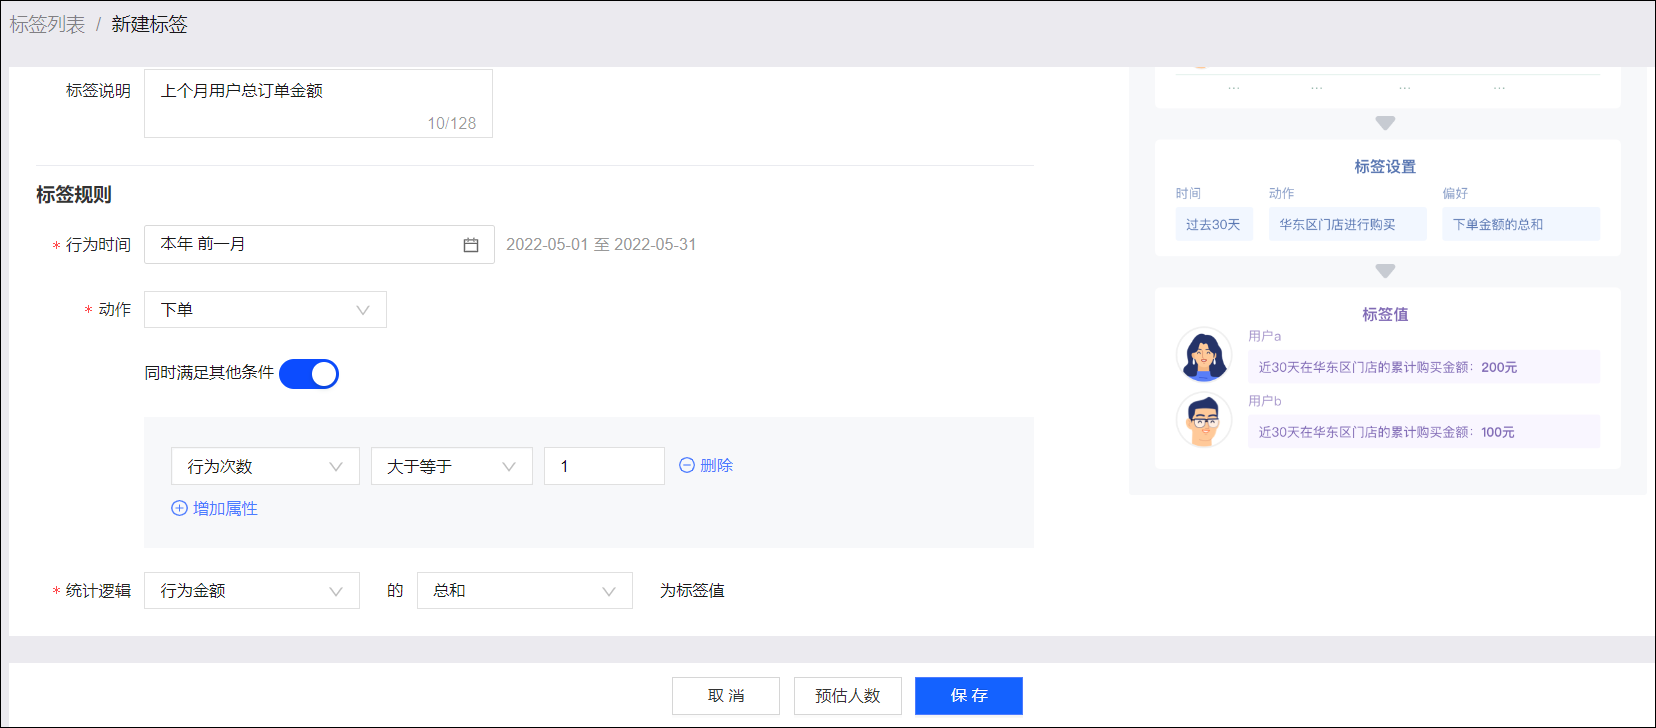 标签列表 / 新建标签
标签说明
上个月用户总订单金额
10/128
标签规则
* 行为时间 本年 前一月 2022-05-01 至 2022-05-31
* 动作 下单
同时满足其他条件
行为次数 大于等于 1 删除
增加属性
* 统计逻辑 行为金额 的 总和 为标签值
取 消 预估人数 保 存
... ... ... ...
标签设置
时间 动作 偏好
过去30天 华东区门店进行购买 下单金额的总和
标签值
用户a
近30天在华东区门店的累计购买金额：200元
用户b
近30天在华东区门店的累计购买金额：100元